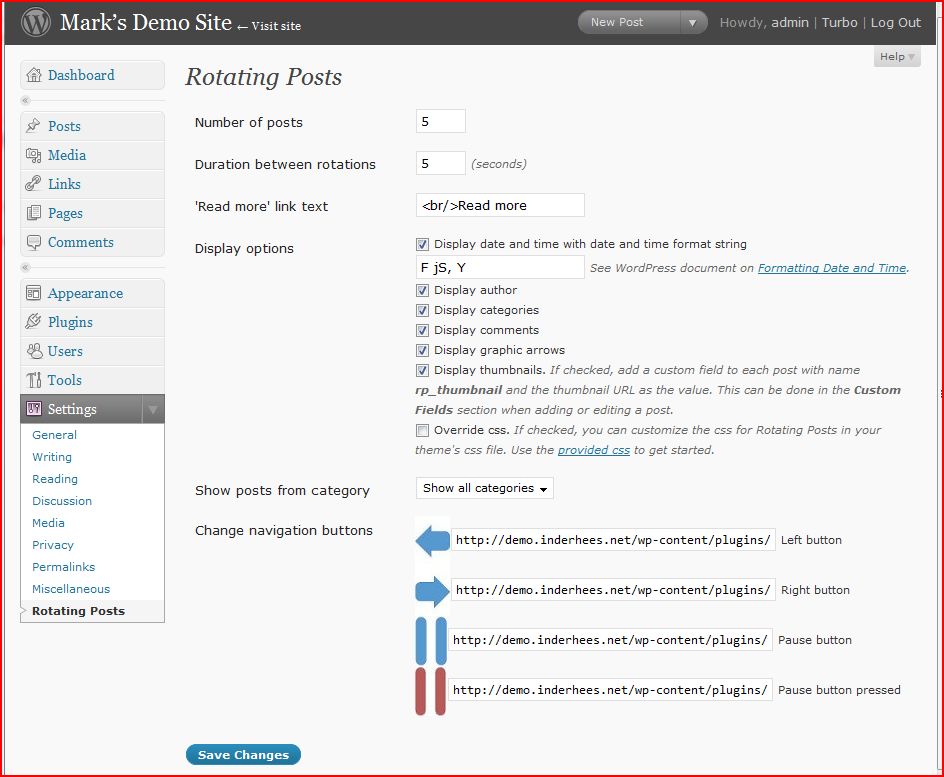 Mark's Demo Site ← Visit site
New Post
Howdy, admin | Turbo | Log Out
Help
Dashboard
Posts
Media
Links
Pages
Comments
Appearance
Plugins
Users
Tools
Settings
General
Writing
Reading
Discussion
Media
Privacy
Permalinks
Miscellaneous
Rotating Posts
Rotating Posts
Number of posts
5
Duration between rotations
5 (seconds)
'Read more' link text
<br/>Read more
Display options
Display date and time with date and time format string
F jS, Y See WordPress document on Formatting Date and Time.
Display author
Display categories
Display comments
Display graphic arrows
Display thumbnails. If checked, add a custom field to each post with name
rp_thumbnail and the thumbnail URL as the value. This can be done in the Custom
Fields section when adding or editing a post.
Override css. If checked, you can customize the css for Rotating Posts in your
theme's css file. Use the provided css to get started.
Show posts from category
Show all categories
Change navigation buttons
http://demo.inderhees.net/wp-content/plugins/ Left button
http://demo.inderhees.net/wp-content/plugins/ Right button
http://demo.inderhees.net/wp-content/plugins/ Pause button
http://demo.inderhees.net/wp-content/plugins/ Pause button pressed
Save Changes